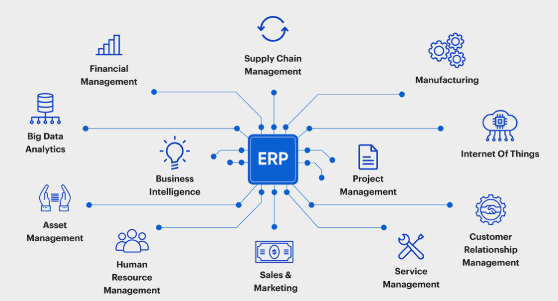 Supply Chain
Management
Financial
Management
Manufacturing
Big Data
Analytics
ERP
Internet Of Things
Business
Intelligence
Project
Management
Asset
Management
Customer
Relationship
Management
Human
Resource
Management
Sales &
Marketing
Service
Management